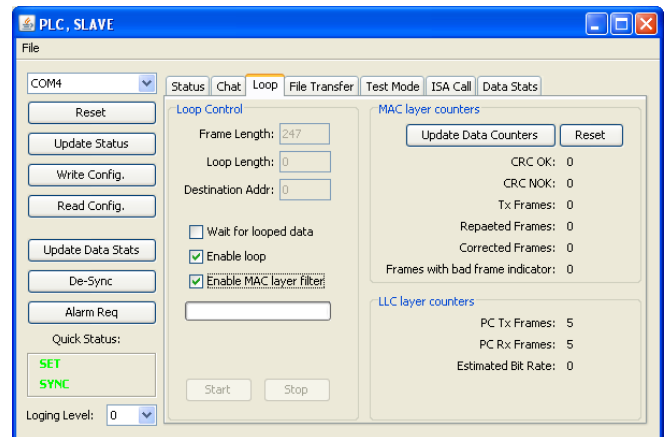 PLC, SLAVE
File
COM4
Reset
Update Status
Write Config.
Read Config.
Update Data Stats
De-Sync
Alarm Req
Quick Status:
SET
SYNC
Loging Level: 0
Status Chat Loop File Transfer Test Mode ISA Call Data Stats
Loop Control
Frame Length: 247
Loop Length: 0
Destination Addr: 0
Wait for looped data
Enable loop
Enable MAC layer filter
Start Stop
MAC layer counters
Update Data Counters Reset
CRC OK: 0
CRC NOK: 0
Tx Frames: 0
Repaeted Frames: 0
Corrected Frames: 0
Frames with bad frame indicator: 0
LLC layer counters
PC Tx Frames: 5
PC Rx Frames: 5
Estimated Bit Rate: 0